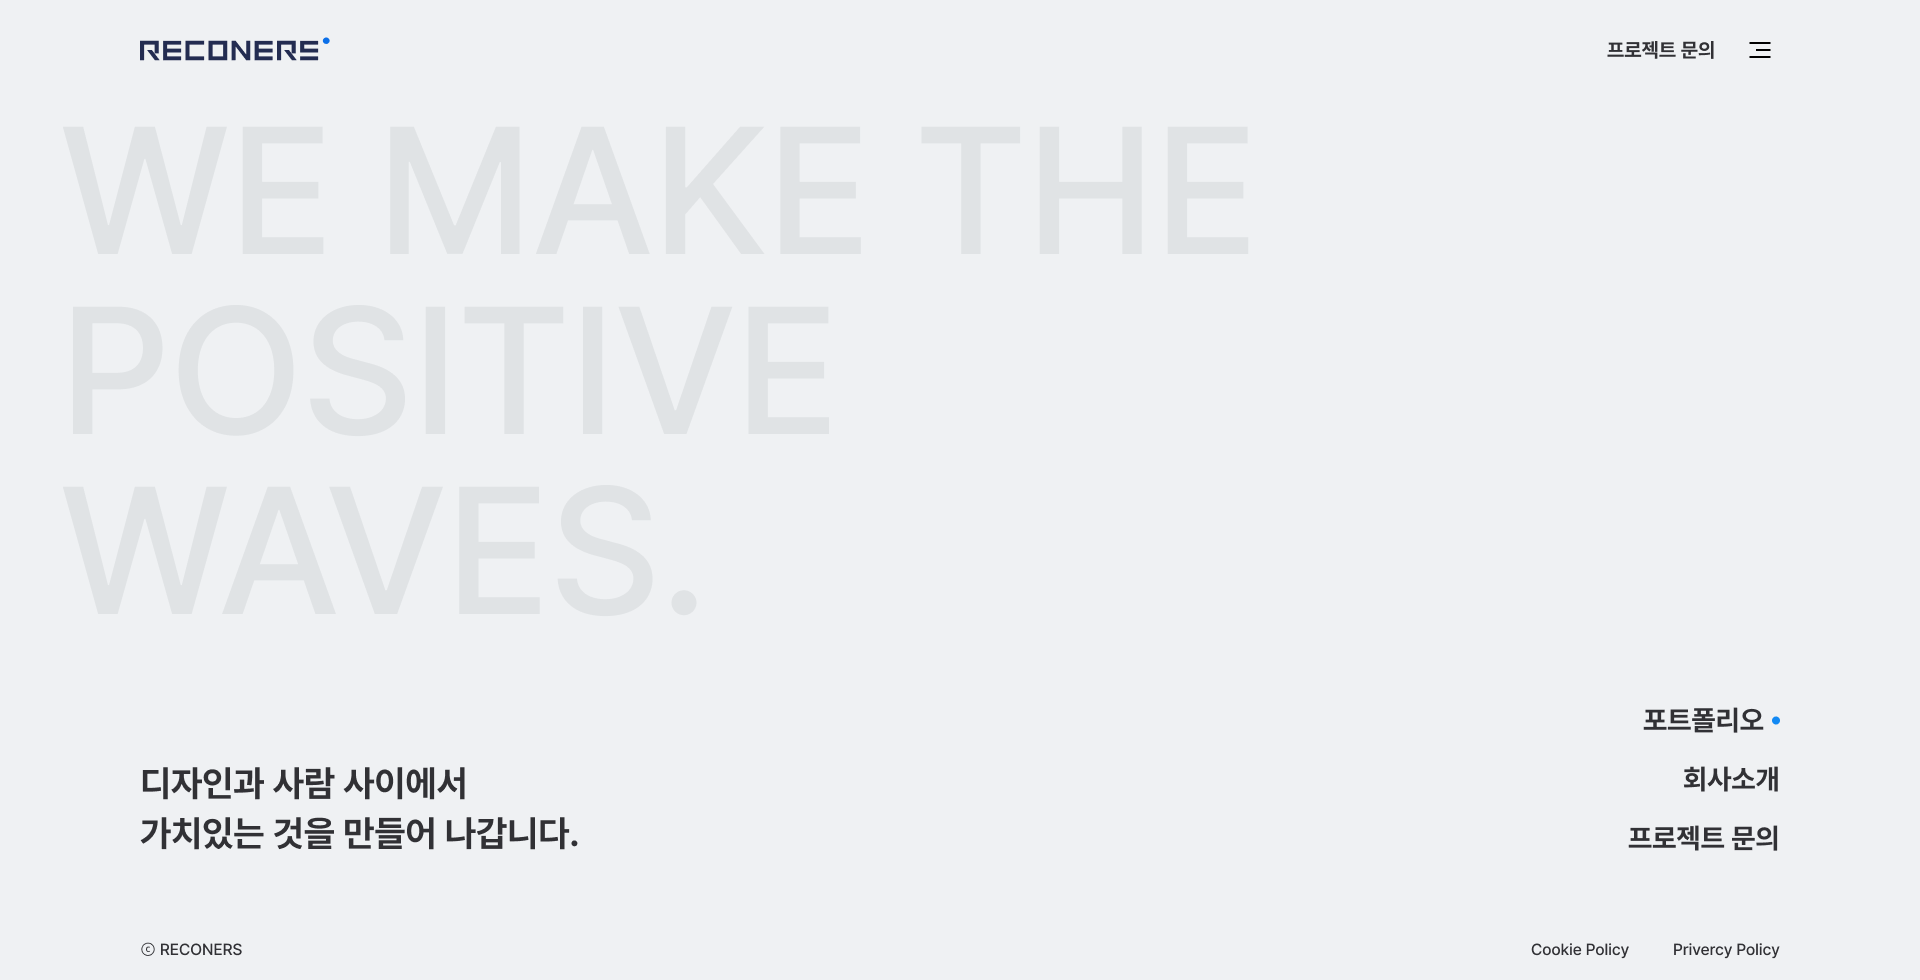 RECONERS
프로젝트 문의
WE MAKE THE
POSITIVE
WAVES.
포트폴리오
회사소개
프로젝트 문의
디자인과 사람 사이에서
가치있는 것을 만들어 나갑니다.
ⓒ RECONERS
Cookie Policy
Privercy Policy